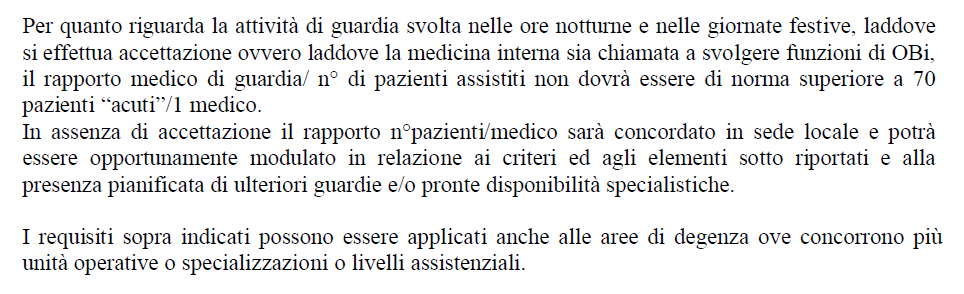 Per quanto riguarda la attività di guardia svolta nelle ore notturne e nelle giornate festive, laddove
si effettua accettazione ovvero laddove la medicina interna sia chiamata a svolgere funzioni di OBi,
il rapporto medico di guardia/ n° di pazienti assistiti non dovrà essere di norma superiore a 70
pazienti “acuti”/1 medico.
In assenza di accettazione il rapporto n°pazienti/medico sarà concordato in sede locale e potrà
essere opportunamente modulato in relazione ai criteri ed agli elementi sotto riportati e alla
presenza pianificata di ulteriori guardie e/o pronte disponibilità specialistiche.
I requisiti sopra indicati possono essere applicati anche alle aree di degenza ove concorrono più
unità operative o specializzazioni o livelli assistenziali.